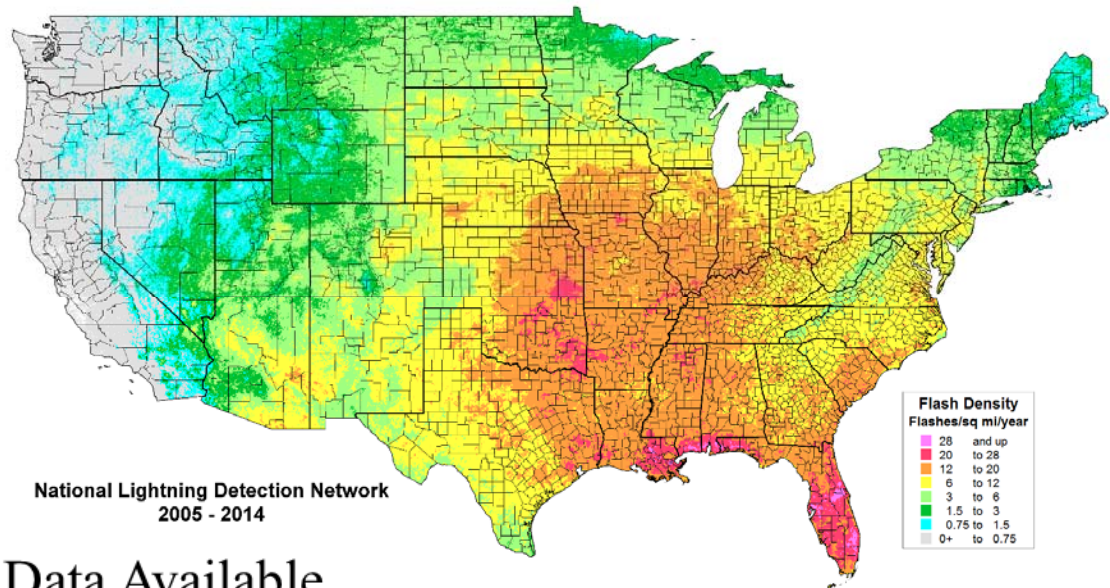 National Lightning Detection Network
2005 - 2014
Flash Density
Flashes/sq mi/year
28 and up
20 to 28
12 to 20
6 to 12
3 to 6
1.5 to 3
0.75 to 1.5
0+ to 0.75
Data Available